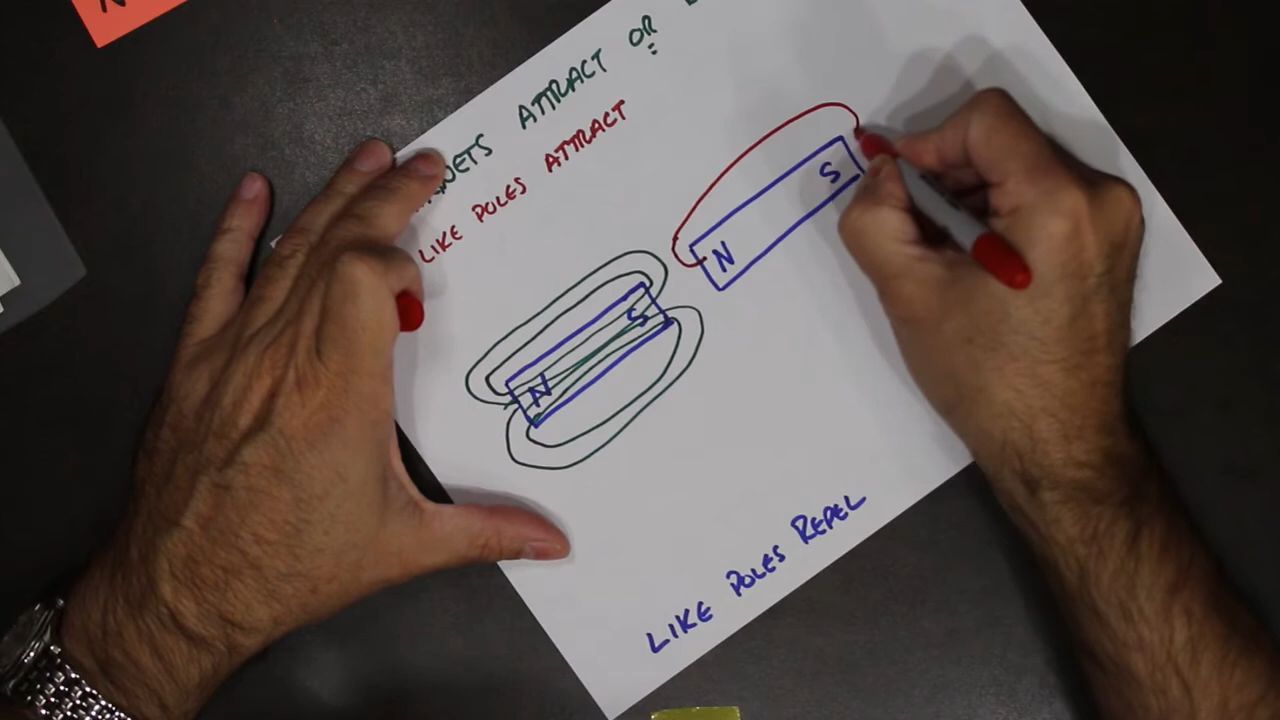 N
ATTRACT OR
LIKE POLES ATTRACT
N S
N S
LIKE POLES REPEL